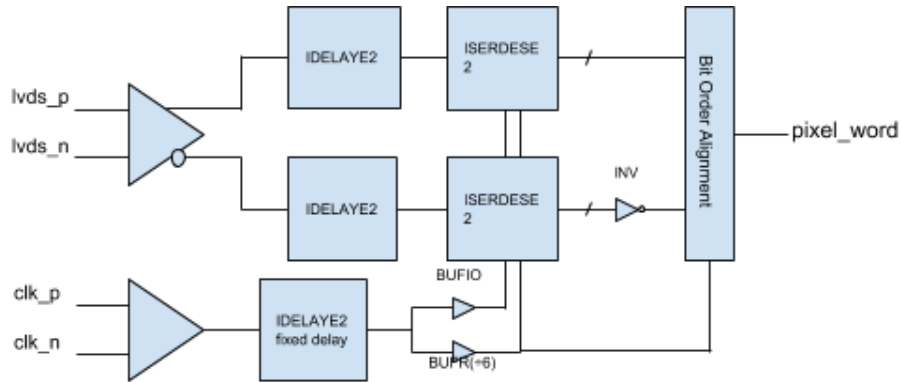 lvds_p
lvds_n
IDELAYE2
ISERDESE
2
IDELAYE2
ISERDESE
2
INV
Bit Order Alignment
pixel_word
clk_p
clk_n
IDELAYE2
fixed delay
BUFIO
BUFR(÷6)